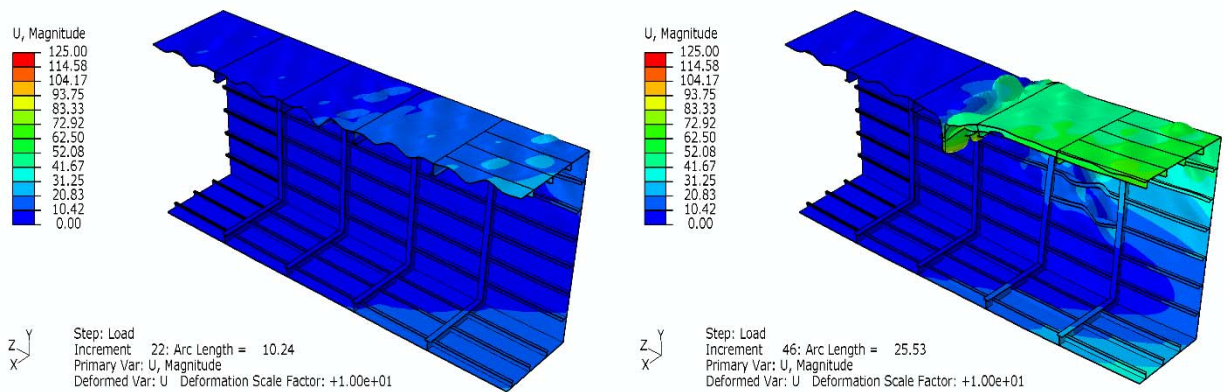 U, Magnitude
125.00
114.58
104.17
93.75
83.33
72.92
62.50
52.08
41.67
31.25
20.83
10.42
0.00
Y
Z
X
Step: Load
Increment 22: Arc Length = 10.24
Primary Var: U, Magnitude
Deformed Var: U Deformation Scale Factor: +1.00e+01
U, Magnitude
125.00
114.58
104.17
93.75
83.33
72.92
62.50
52.08
41.67
31.25
20.83
10.42
0.00
Y
Z
X
Step: Load
Increment 46: Arc Length = 25.53
Primary Var: U, Magnitude
Deformed Var: U Deformation Scale Factor: +1.00e+01